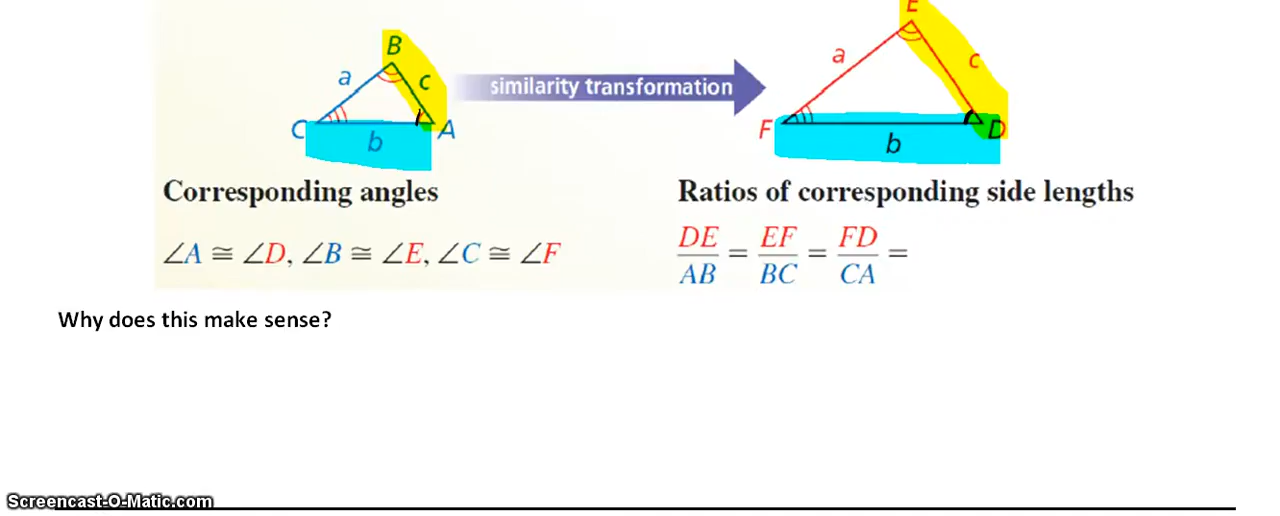 E
B
a
c
similarity transformation
a
c
C
b
A
F
b
D
Corresponding angles
Ratios of corresponding side lengths
∠A ≅ ∠D, ∠B ≅ ∠E, ∠C ≅ ∠F
DE/AB = EF/BC = FD/CA =
Why does this make sense?
Screencast-O-Matic.com